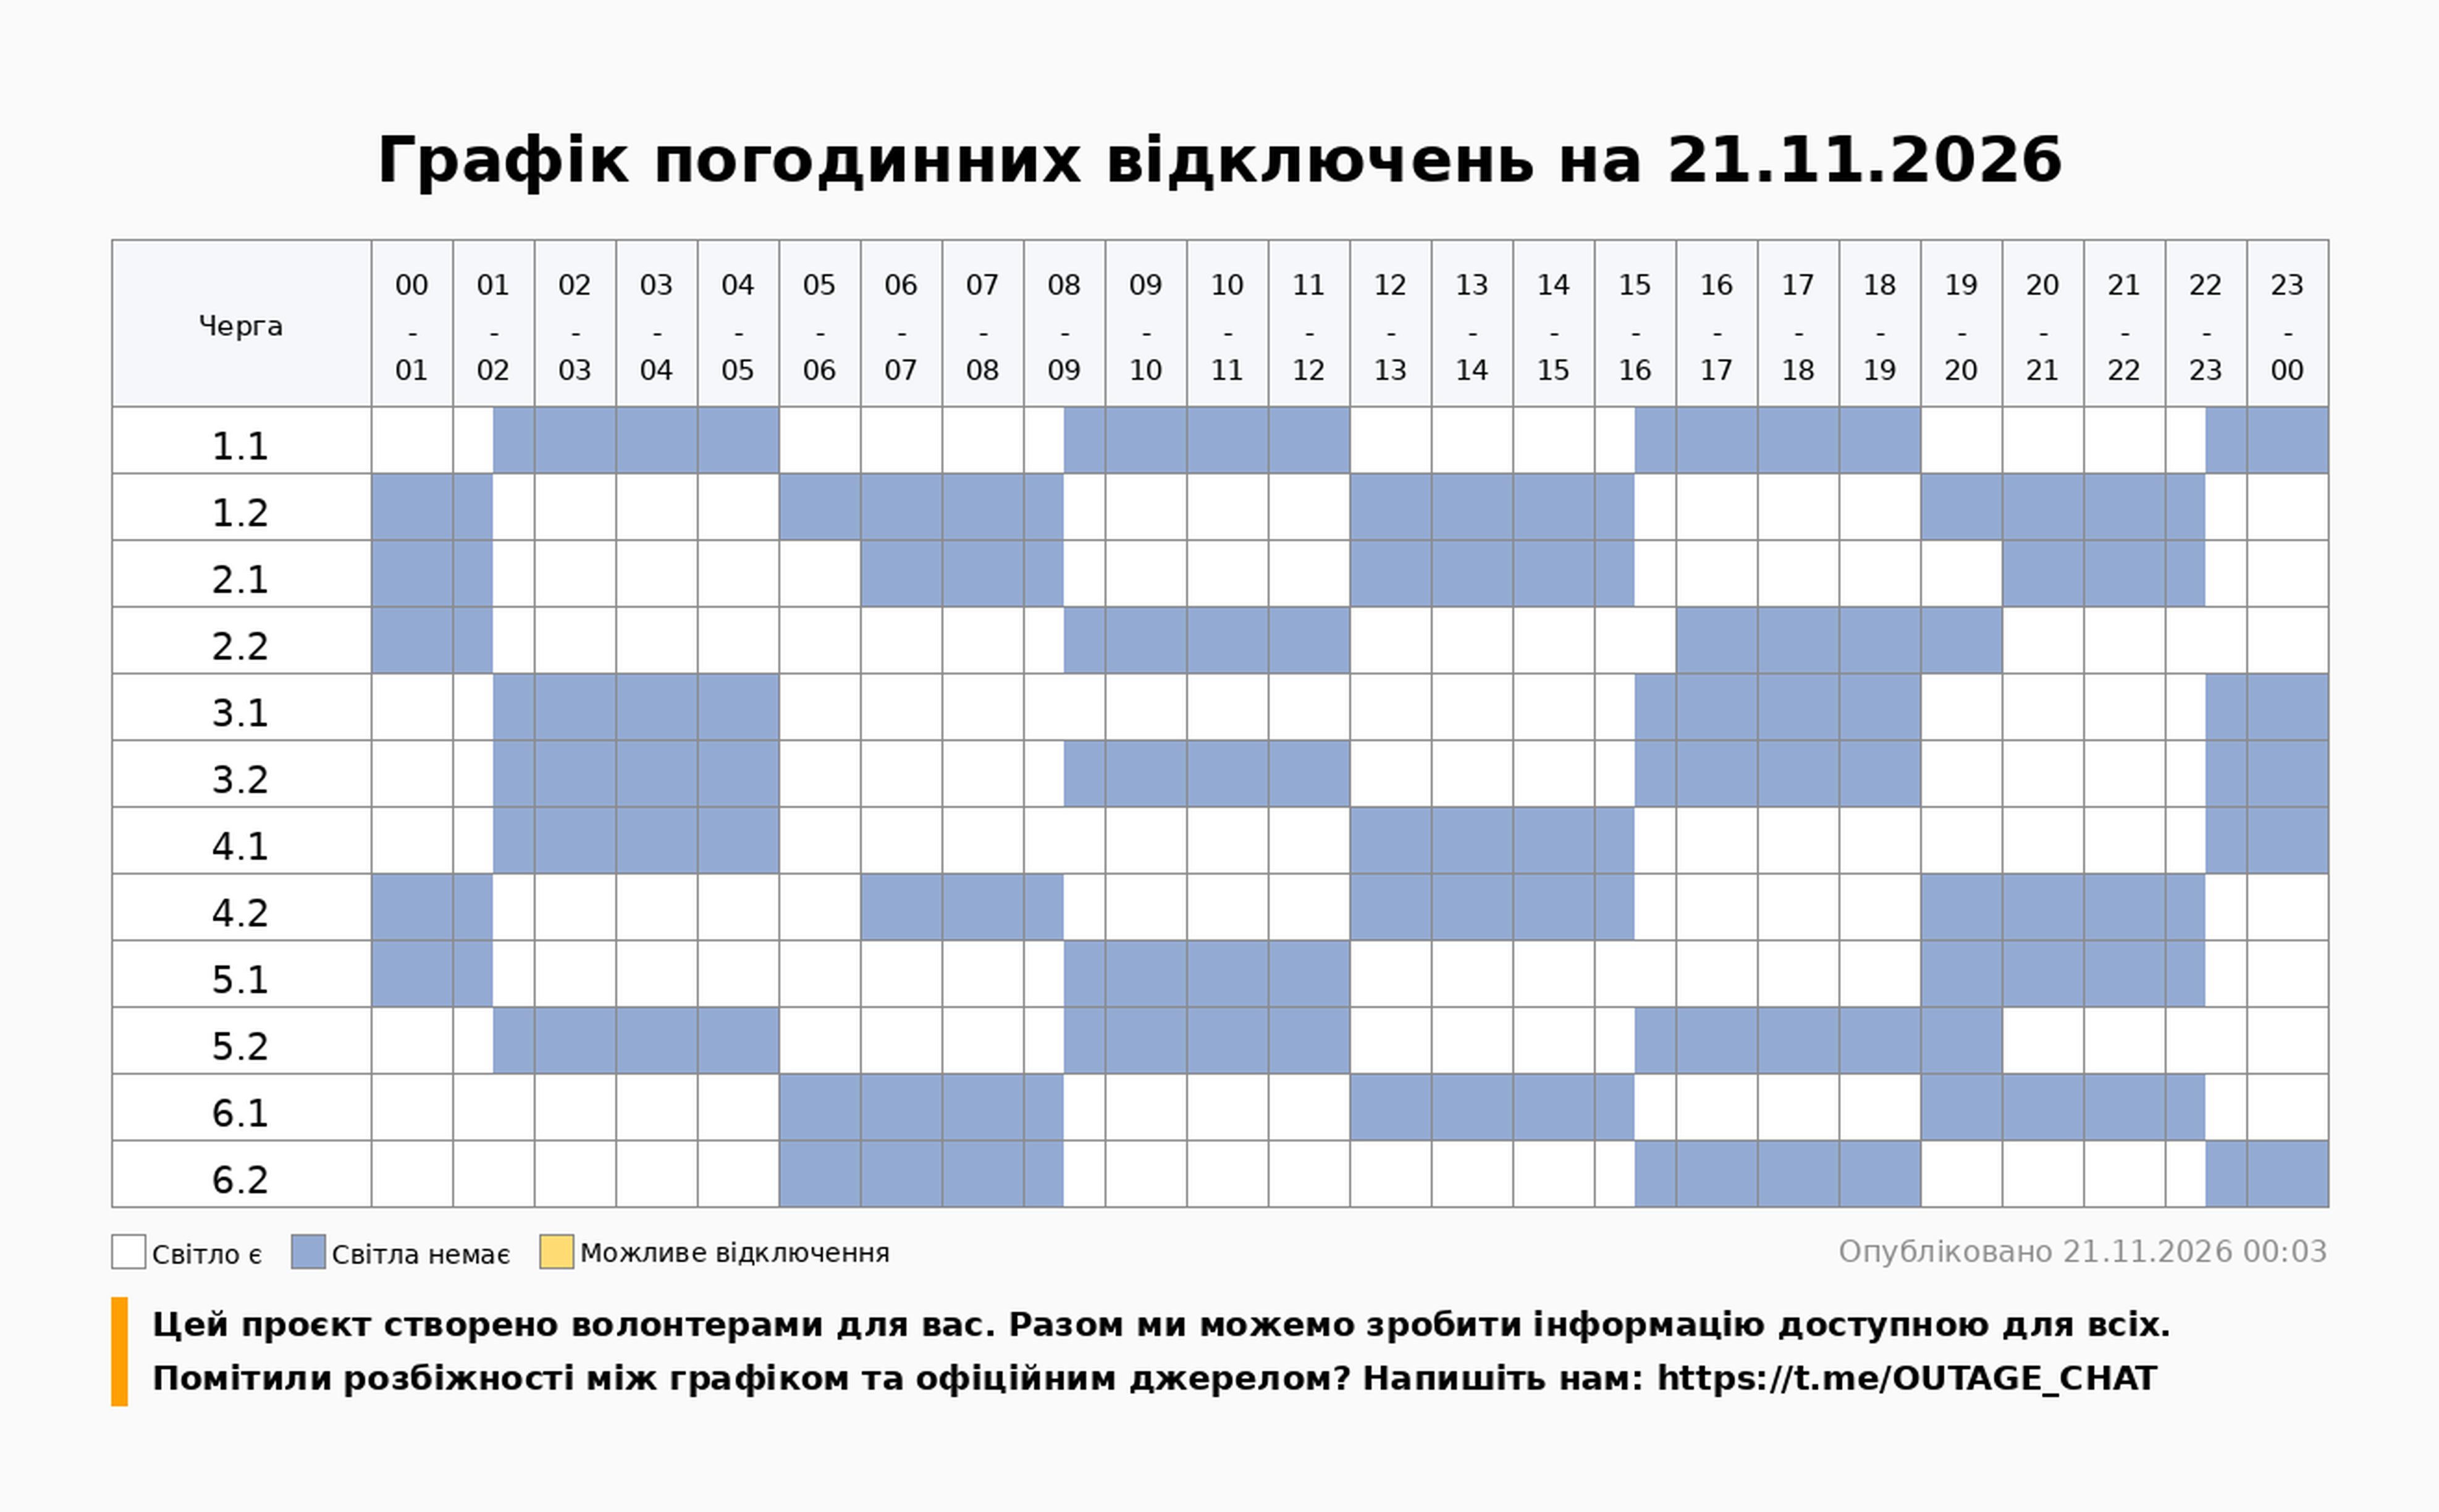 Графік погодинних відключень на 21.11.2026
Черга 00 - 01 01 - 02 02 - 03 03 - 04 04 - 05 05 - 06 06 - 07 07 - 08 08 - 09 09 - 10 10 - 11 11 - 12 12 - 13 13 - 14 14 - 15 15 - 16 16 - 17 17 - 18 18 - 19 19 - 20 20 - 21 21 - 22 22 - 23 23 - 00
1.1
1.2
2.1
2.2
3.1
3.2
4.1
4.2
5.1
5.2
6.1
6.2
Світло є Світла немає Можливе відключення Опубліковано 21.11.2026 00:03
Цей проєкт створено волонтерами для вас. Разом ми можемо зробити інформацію доступною для всіх.
Помітили розбіжності між графіком та офіційним джерелом? Напишіть нам: https://t.me/OUTAGE_CHAT